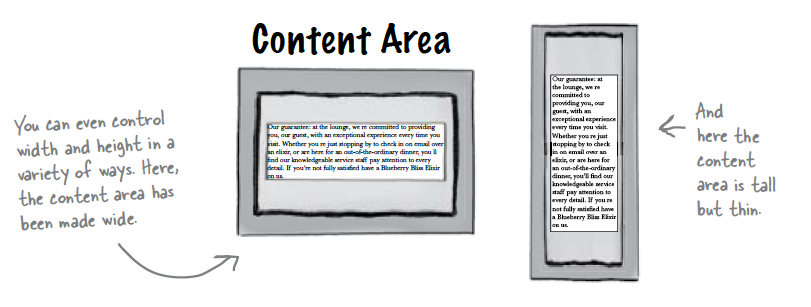 Content Area
You can even control
width and height in a
variety of ways. Here,
the content area has
been made wide.
Our guarantee: at the lounge, we re committed to providing
you, our guest, with an exceptional experience every time you
visit. Whether you re just stopping by to check in on email over
an elixir, or are here for an out-of-the-ordinary dinner, you ll
find our knowledgeable service staff pay attention to every
detail. If you're not fully satisfied have a Blueberry Bliss Elixir
on us.
Our guarantee: at
the lounge, we re
committed to
providing you, our
guest, with an
exceptional experience
every time you visit.
Whether you re just
stopping by to check
in on email over an
elixir, or are here for
an out-of-the-ordinary
dinner, you'll find our
knowledgeable service
staff pay attention to
every detail. If you re
not fully satisfied have
a Blueberry Bliss Elixir
on us.
And
here the
content
area is tall
but thin.